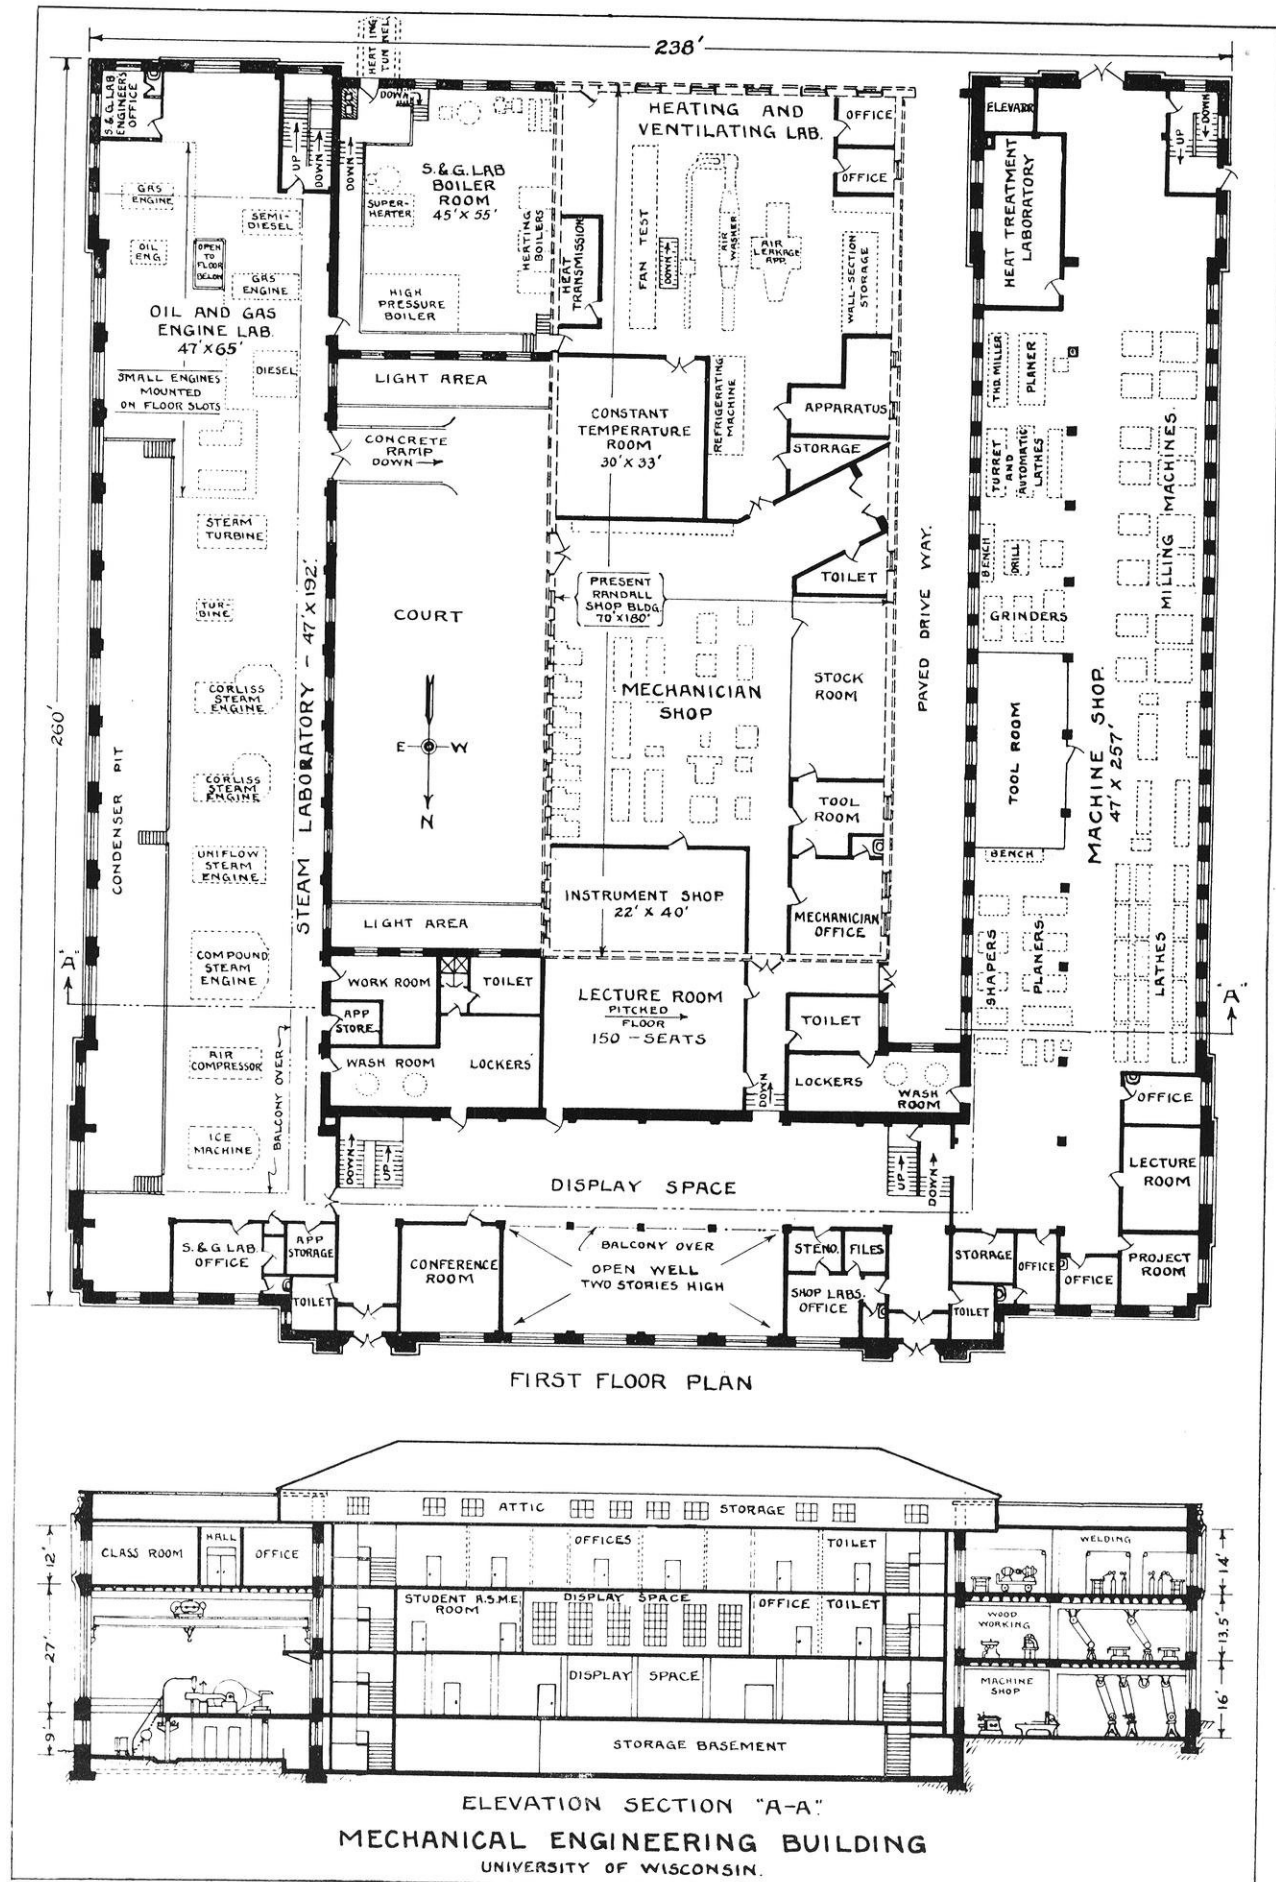 238'
HEATING
TUNNEL
S.&G. LAB
ENGINEERS
OFFICE
UP
DOWN
DOWN
DOWN
S.&G. LAB
BOILER
ROOM
45' X 55'
SUPER-
HEATER
HEATING
BOILERS
HIGH
PRESSURE
BOILER
HEATING AND
VENTILATING LAB.
OFFICE
OFFICE
FAN TEST
DOWN
AIR
WASHER
AIR
LEAKAGE
APP.
WALL-SECTION
STORAGE
HEAT
TRANSMISSION
ELEVATR
HEAT TREATMENT
LABORATORY
UP
DOWN
GAS
ENGINE
SEMI-
DIESEL
OIL
ENG
OPEN
TO
FLOOR
BELOW
GAS
ENGINE
OIL AND GAS
ENGINE LAB.
47' X 65'
SMALL ENGINES
MOUNTED
ON FLOOR SLOTS
DIESEL
LIGHT AREA
CONCRETE
RAMP
DOWN
CONSTANT
TEMPERATURE
ROOM
30' X 33'
REFRIGERATING
MACHINE
APPARATUS
STORAGE
THD. MILLER
PLANER
TURRET
AND
AUTOMATIC
LATHES
MILLING MACHINES.
STEAM
TURBINE
TUR-
BINE
STEAM LABORATORY - 47' X 192'
COURT
E W
N
PRESENT
RANDALL
SHOP BLDG.
70' X 180'
TOILET
PAVED DRIVE WAY.
BENCH
DRILL
GRINDERS
260'
CONDENSER PIT
CORLISS
STEAM
ENGINE
CORLISS
STEAM
ENGINE
UNIFLOW
STEAM
ENGINE
MECHANICIAN
SHOP
STOCK
ROOM
TOOL
ROOM
TOOL ROOM
MACHINE SHOP.
47' X 257'
BENCH
INSTRUMENT SHOP
22' X 40'
MECHANICIAN
OFFICE
LIGHT AREA
COMPOUND
STEAM
ENGINE
"A"
WORK ROOM
TOILET
APP
STORE.
WASH ROOM
LOCKERS
LECTURE ROOM
PITCHED
FLOOR
150 - SEATS
TOILET
LOCKERS
WASH
ROOM
DOWN
SHAPERS
PLANERS
LATHES
"A"
AIR
COMPRESSOR
BALCONY OVER
ICE
MACHINE
DOWN
UP
DISPLAY SPACE
UP
DOWN
OFFICE
LECTURE
ROOM
S. & G. LAB.
OFFICE
APP
STORAGE
TOILET
CONFERENCE
ROOM
BALCONY OVER
OPEN WELL
TWO STORIES HIGH
STENO.
FILES
SHOP LABS.
OFFICE
STORAGE
OFFICE
TOILET
OFFICE
PROJECT
ROOM
FIRST FLOOR PLAN
ATTIC STORAGE
12'
CLASS ROOM
HALL
OFFICE
OFFICES
TOILET
WELDING
14'
27'
STUDENT A.S.M.E.
ROOM
DISPLAY SPACE
OFFICE
TOILET
WOOD
WORKING
13.5'
DISPLAY SPACE
MACHINE
SHOP
16'
9'
STORAGE BASEMENT
ELEVATION SECTION "A-A".
MECHANICAL ENGINEERING BUILDING
UNIVERSITY OF WISCONSIN.